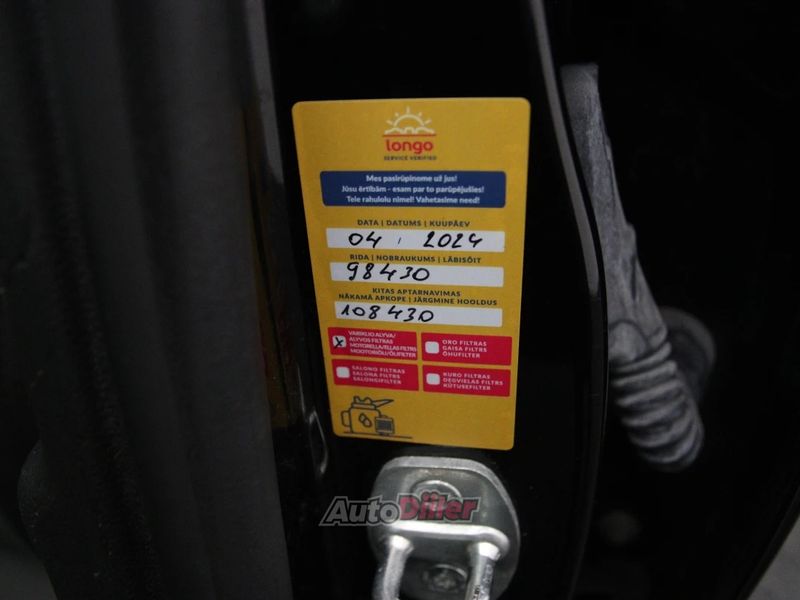 longo
SERVICE VERIFIED
Mes pasirūpinome už jus!
Jūsu ērtībām - esam par to parūpējušies!
Teie rahulolu nimel! Vahetasime need!
DATA | DATUMS | KUUPÄEV
04, 2024
RIDA | NOBRAUKUMS | LÄBISÕIT
98430
KITAS APTARNAVIMAS
NĀKAMĀ APKOPE | JÄRGMINE HOOLDUS
108430
X
VARIKLIO ALYVA/
ALYVOS FILTRAS
MOTOREĻĻA/EĻĻAS FILTRS
MOOTORIÕLI/ÕLIFILTER
ORO FILTRAS
GAISA FILTRS
ÕHUFILTER
SALONO FILTRAS
SALONA FILTRS
SALONGIFILTER
KURO FILTRAS
DEGVIELAS FILTRS
KÜTUSEFILTER
AutoDiiler